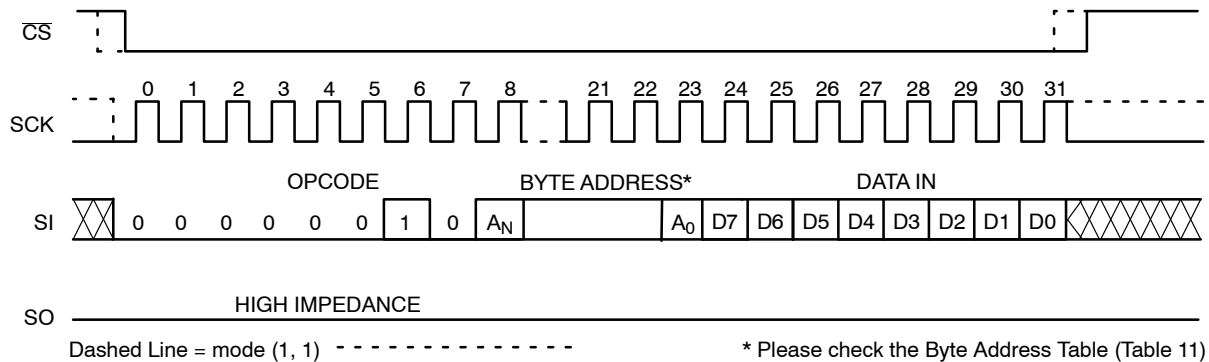 CS
0 1 2 3 4 5 6 7 8 21 22 23 24 25 26 27 28 29 30 31
SCK
OPCODE BYTE ADDRESS* DATA IN
SI 0 0 0 0 0 0 1 0 AN A0 D7 D6 D5 D4 D3 D2 D1 D0
HIGH IMPEDANCE
SO
Dashed Line = mode (1, 1) * Please check the Byte Address Table (Table 11)